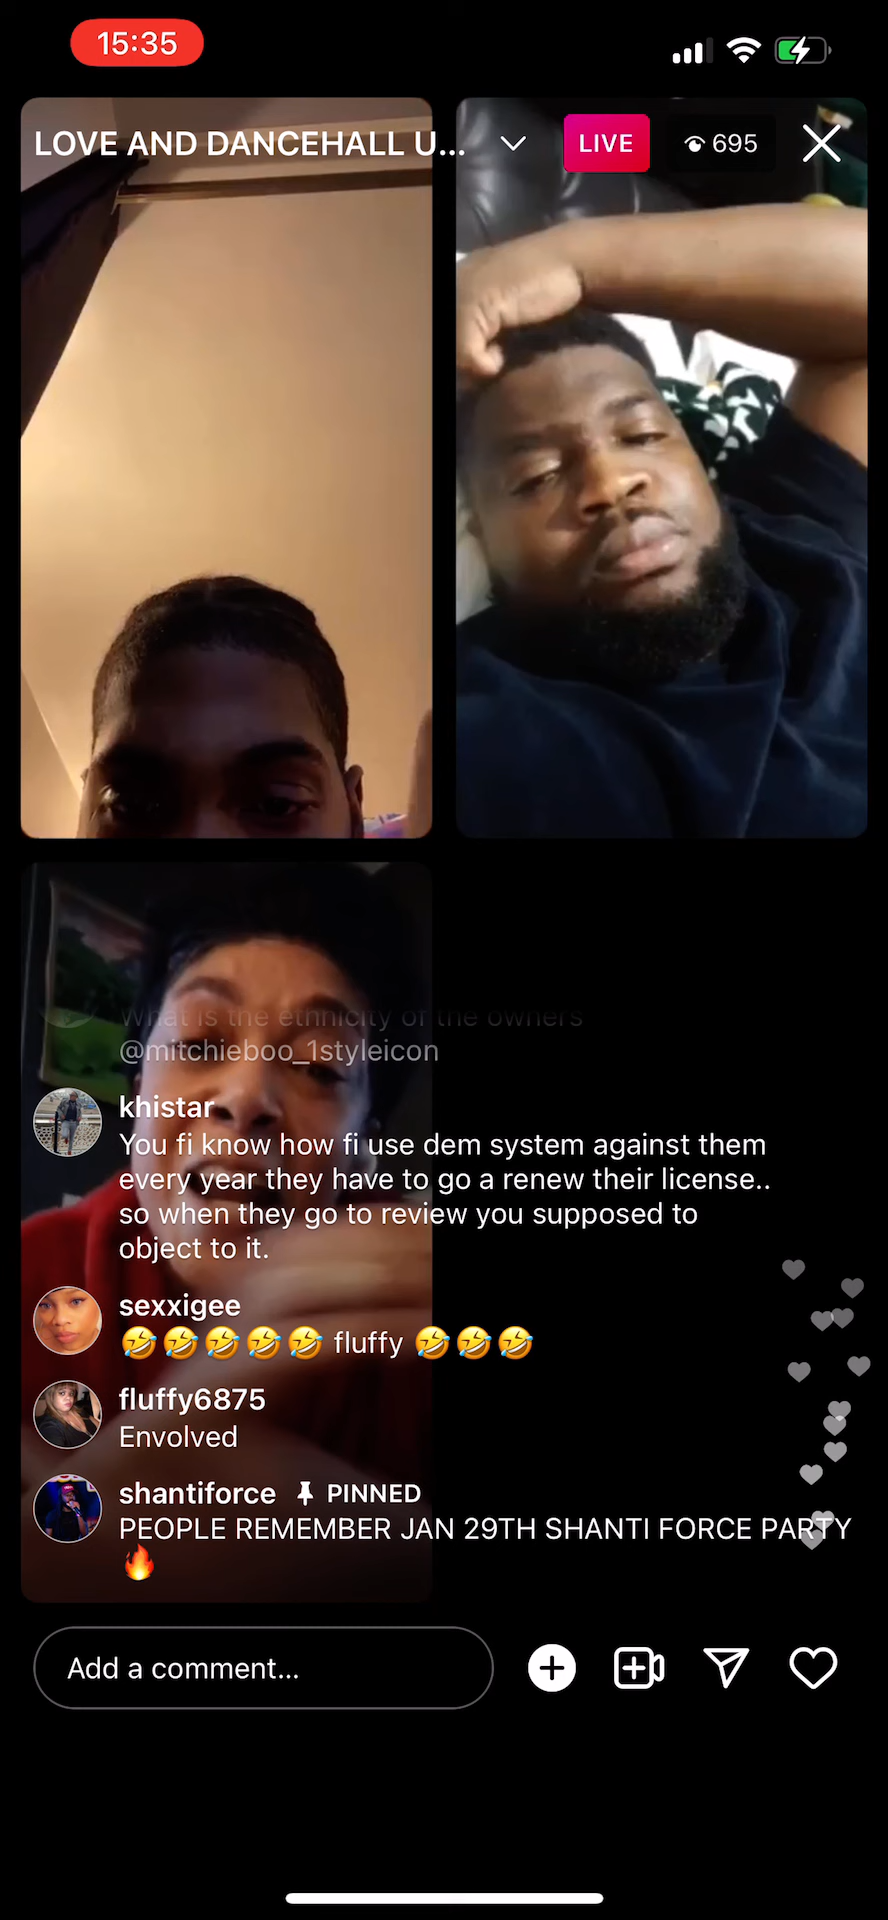 15:35
LOVE AND DANCEHALL U...
LIVE
695
What is the ethnicity of the owners
@mitchieboo_1styleicon
khistar
You fi know how fi use dem system against them
every year they have to go a renew their license..
so when they go to review you supposed to
object to it.
sexxigee
🤣🤣🤣🤣🤣 fluffy 🤣🤣🤣
fluffy6875
Envolved
shantiforce PINNED
PEOPLE REMEMBER JAN 29TH SHANTI FORCE PARTY
🔥
Add a comment...